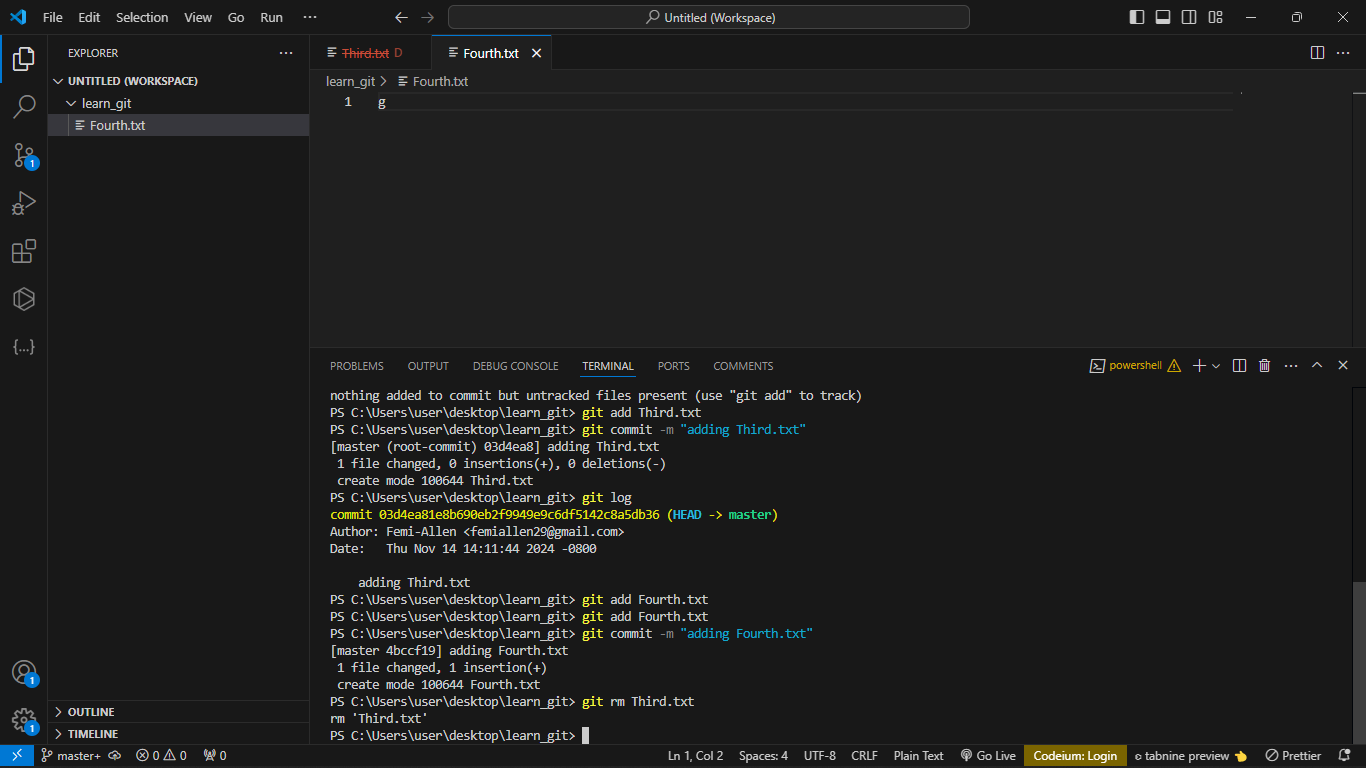 File Edit Selection View Go Run ···
Untitled (Workspace)
EXPLORER ···
UNTITLED (WORKSPACE)
learn_git
Fourth.txt
Third.txt D
Fourth.txt
learn_git > Fourth.txt
1 g
PROBLEMS OUTPUT DEBUG CONSOLE TERMINAL PORTS COMMENTS
powershell
nothing added to commit but untracked files present (use "git add" to track)
PS C:\Users\user\desktop\learn_git> git add Third.txt
PS C:\Users\user\desktop\learn_git> git commit -m "adding Third.txt"
[master (root-commit) 03d4ea8] adding Third.txt
 1 file changed, 0 insertions(+), 0 deletions(-)
 create mode 100644 Third.txt
PS C:\Users\user\desktop\learn_git> git log
commit 03d4ea81e8b690eb2f9949e9c6df5142c8a5db36 (HEAD -> master)
Author: Femi-Allen <femiallen29@gmail.com>
Date:   Thu Nov 14 14:11:44 2024 -0800
    adding Third.txt
PS C:\Users\user\desktop\learn_git> git add Fourth.txt
PS C:\Users\user\desktop\learn_git> git add Fourth.txt
PS C:\Users\user\desktop\learn_git> git commit -m "adding Fourth.txt"
[master 4bccf19] adding Fourth.txt
 1 file changed, 1 insertion(+)
 create mode 100644 Fourth.txt
PS C:\Users\user\desktop\learn_git> git rm Third.txt
rm 'Third.txt'
PS C:\Users\user\desktop\learn_git>
1
1
1
OUTLINE
TIMELINE
master+ 0 0 0 Ln 1, Col 2 Spaces: 4 UTF-8 CRLF Plain Text Go Live Codeium: Login tabnine preview Prettier